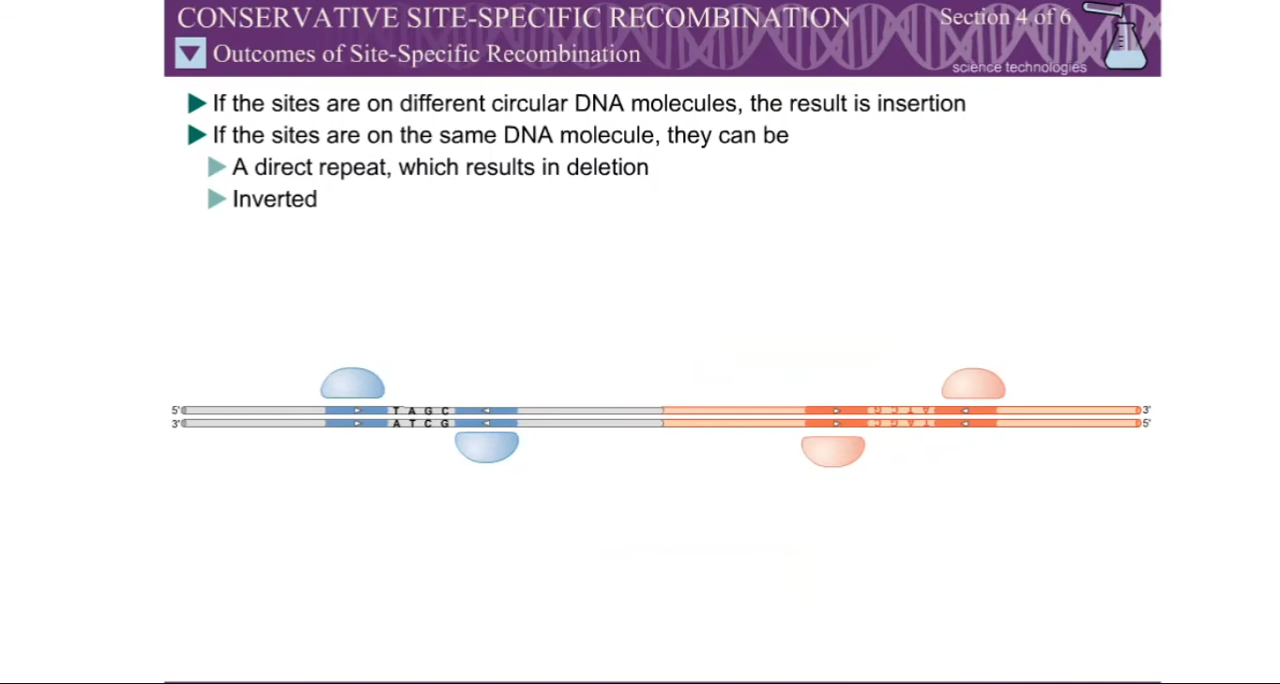 CONSERVATIVE SITE-SPECIFIC RECOMBINATION Section 4 of 6
Outcomes of Site-Specific Recombination
science technologies
If the sites are on different circular DNA molecules, the result is insertion
If the sites are on the same DNA molecule, they can be
A direct repeat, which results in deletion
Inverted
5' T A G C 3'
3' A T C G 5'